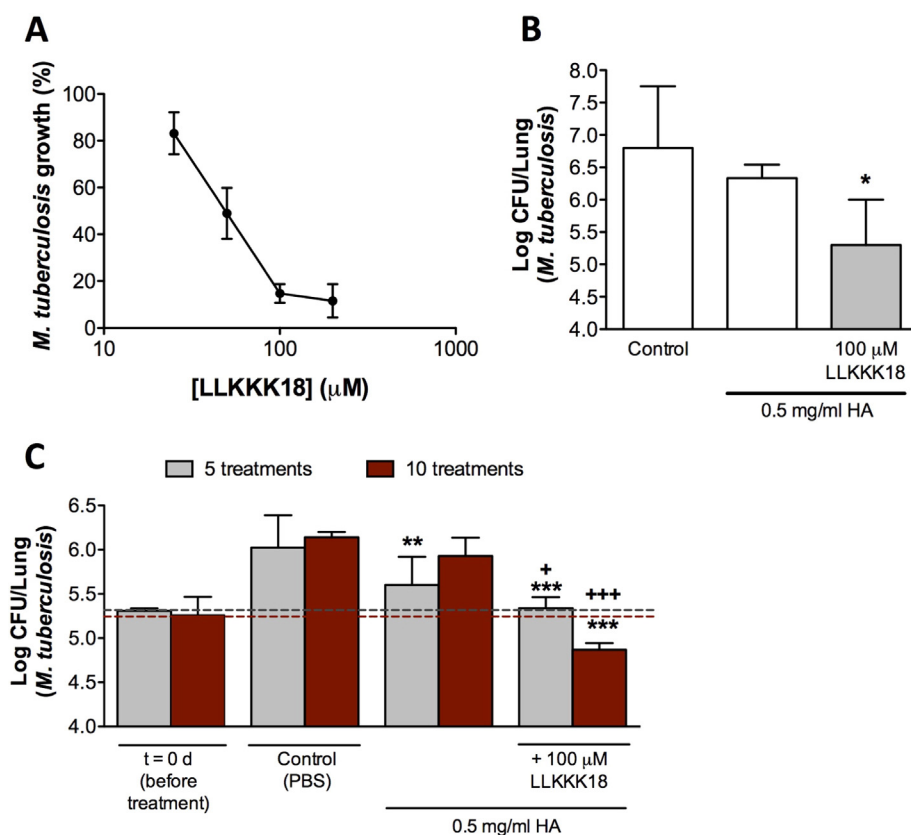 A
M. tuberculosis growth (%)
100
80
60
40
20
0
10
100
1000
[LLKKK18] (μM)
B
Log CFU/Lung
(M. tuberculosis)
8.0
7.5
7.0
6.5
6.0
5.5
5.0
4.5
4.0
*
Control
100 μM
LLKKK18
0.5 mg/ml HA
C
5 treatments
10 treatments
Log CFU/Lung
(M. tuberculosis)
6.5
6.0
5.5
5.0
4.5
4.0
**
+
***
+++
***
t = 0 d
(before
treatment)
Control
(PBS)
+ 100 μM
LLKKK18
0.5 mg/ml HA